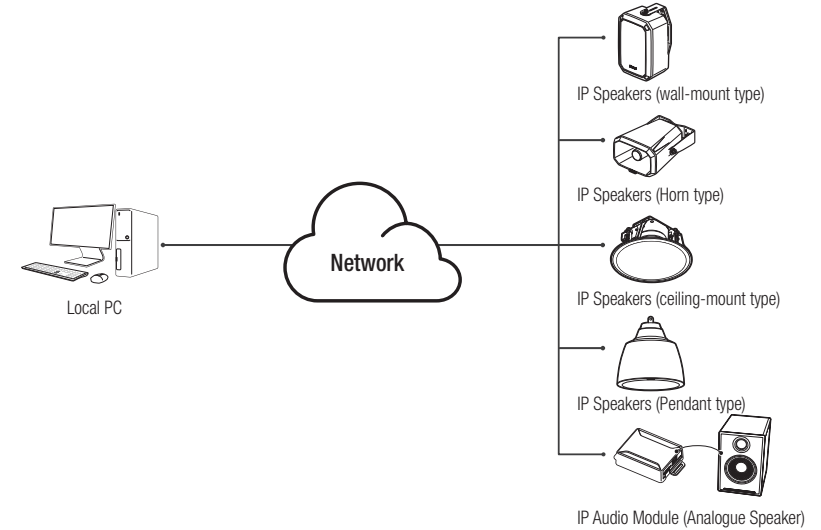 IP Speakers (wall-mount type)
IP Speakers (Horn type)
Network
Local PC
IP Speakers (ceiling-mount type)
IP Speakers (Pendant type)
IP Audio Module (Analogue Speaker)